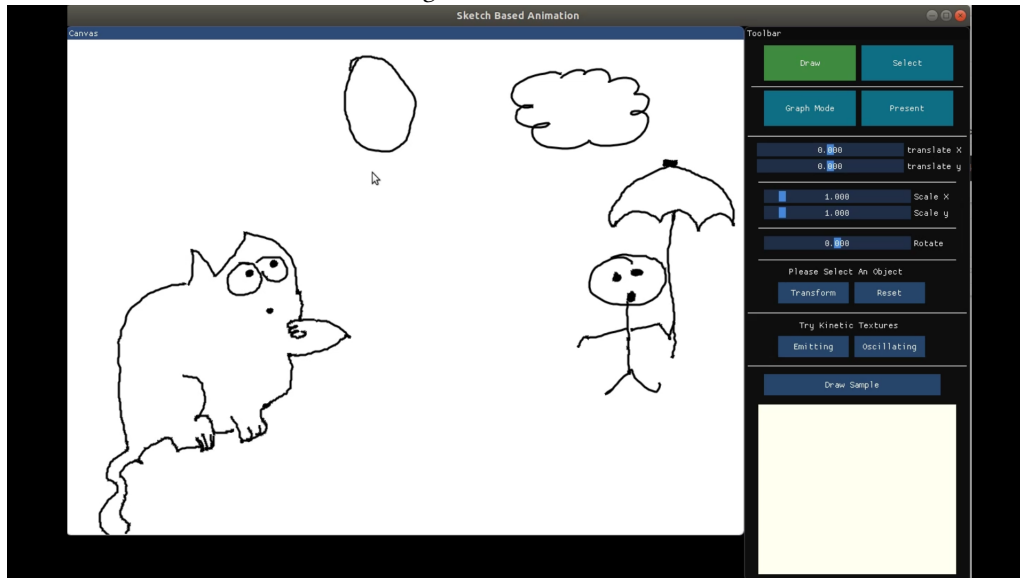 Sketch Based Animation
Canvas
Toolbar
Draw Select
Graph Mode Present
0.000 translate X
0.000 translate y
1.000 Scale X
1.000 Scale y
0.000 Rotate
Please Select An Object
Transform Reset
Try Kinetic Textures
Emitting Oscillating
Draw Sample